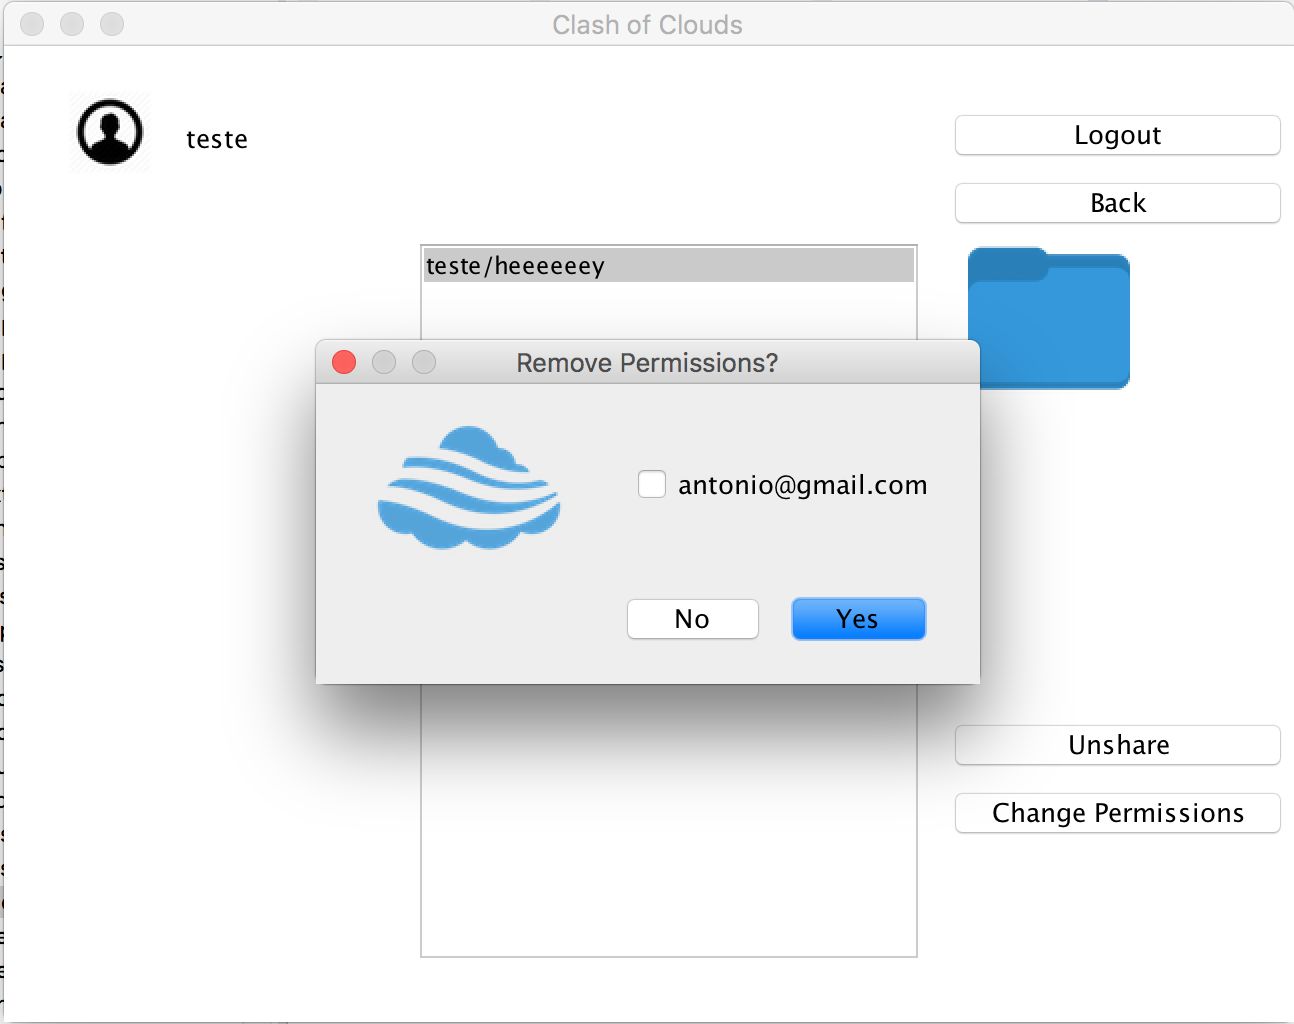 Clash of Clouds
teste
Logout
Back
teste/heeeeeey
Remove Permissions?
antonio@gmail.com
No
Yes
Unshare
Change Permissions